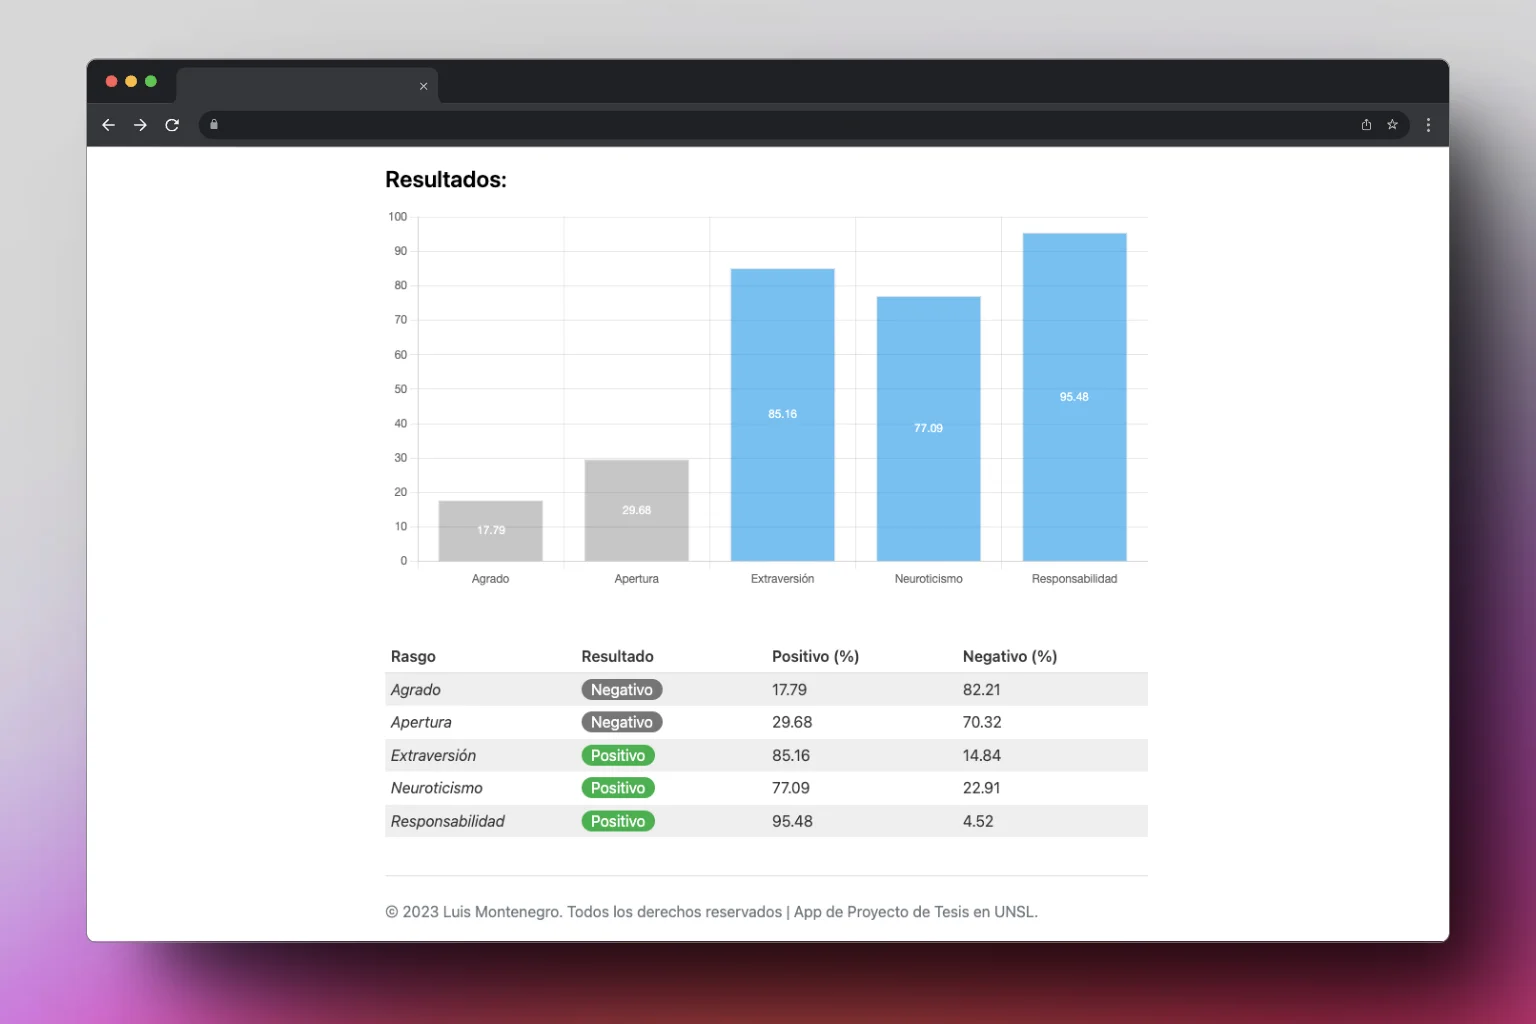 Resultados:
100
90
80
70
60
50
40
30
20
10
0
17.79
29.68
85.16
77.09
95.48
Agrado Apertura Extraversión Neuroticismo Responsabilidad
Rasgo Resultado Positivo (%) Negativo (%)
Agrado Negativo 17.79 82.21
Apertura Negativo 29.68 70.32
Extraversión Positivo 85.16 14.84
Neuroticismo Positivo 77.09 22.91
Responsabilidad Positivo 95.48 4.52
© 2023 Luis Montenegro. Todos los derechos reservados | App de Proyecto de Tesis en UNSL.